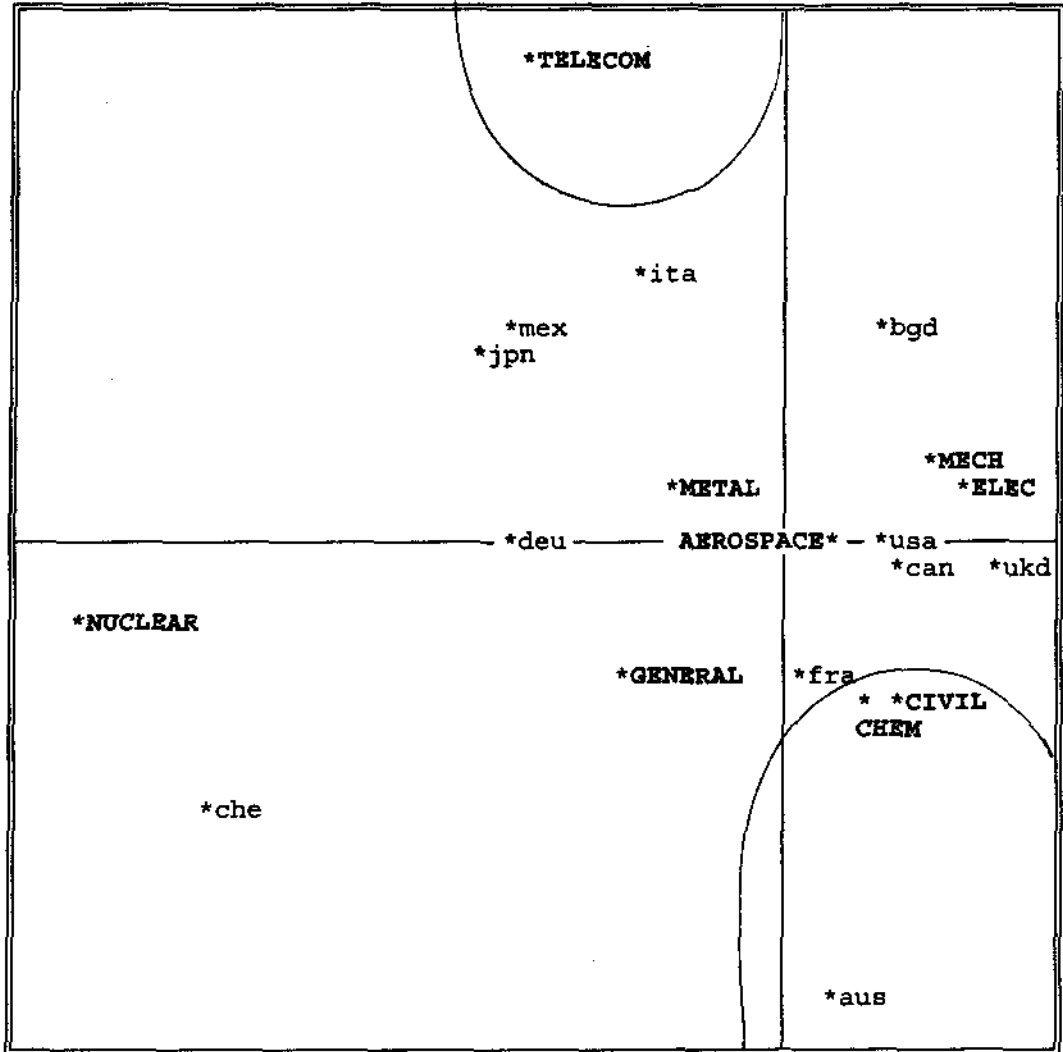 *TELECOM
*ita
*mex
*bgd
*jpn
*MECH
*METAL
*ELEC
*deu
AEROSPACE*
*usa
*can
*ukd
*NUCLEAR
*GENERAL
*fra
* *CIVIL
CHEM
*che
*aus